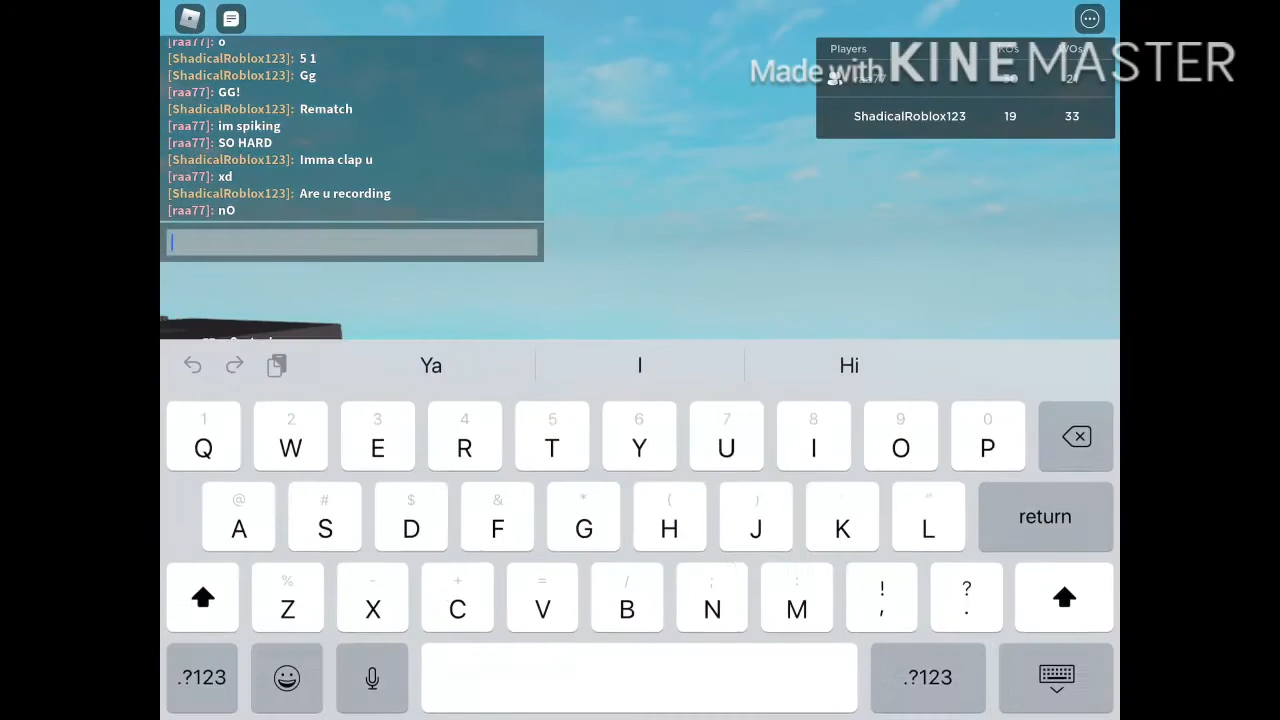 [raa77]: o
[ShadicalRoblox123]: 5 1
[ShadicalRoblox123]: Gg
[raa77]: GG!
[ShadicalRoblox123]: Rematch
[raa77]: im spiking
[raa77]: SO HARD
[ShadicalRoblox123]: Imma clap u
[raa77]: xd
[ShadicalRoblox123]: Are u recording
[raa77]: nO
Players KOs
Made with KINEMASTER
raa77
ShadicalRoblox123 19 33
Ya I Hi
1 2 3 4 5 6 7 8 9 0
Q W E R T Y U I O P
@ # $ & * ( ) ' "
A S D F G H J K L return
% - + = / ; : ! ?
Z X C V B N M , .
.?123 .?123